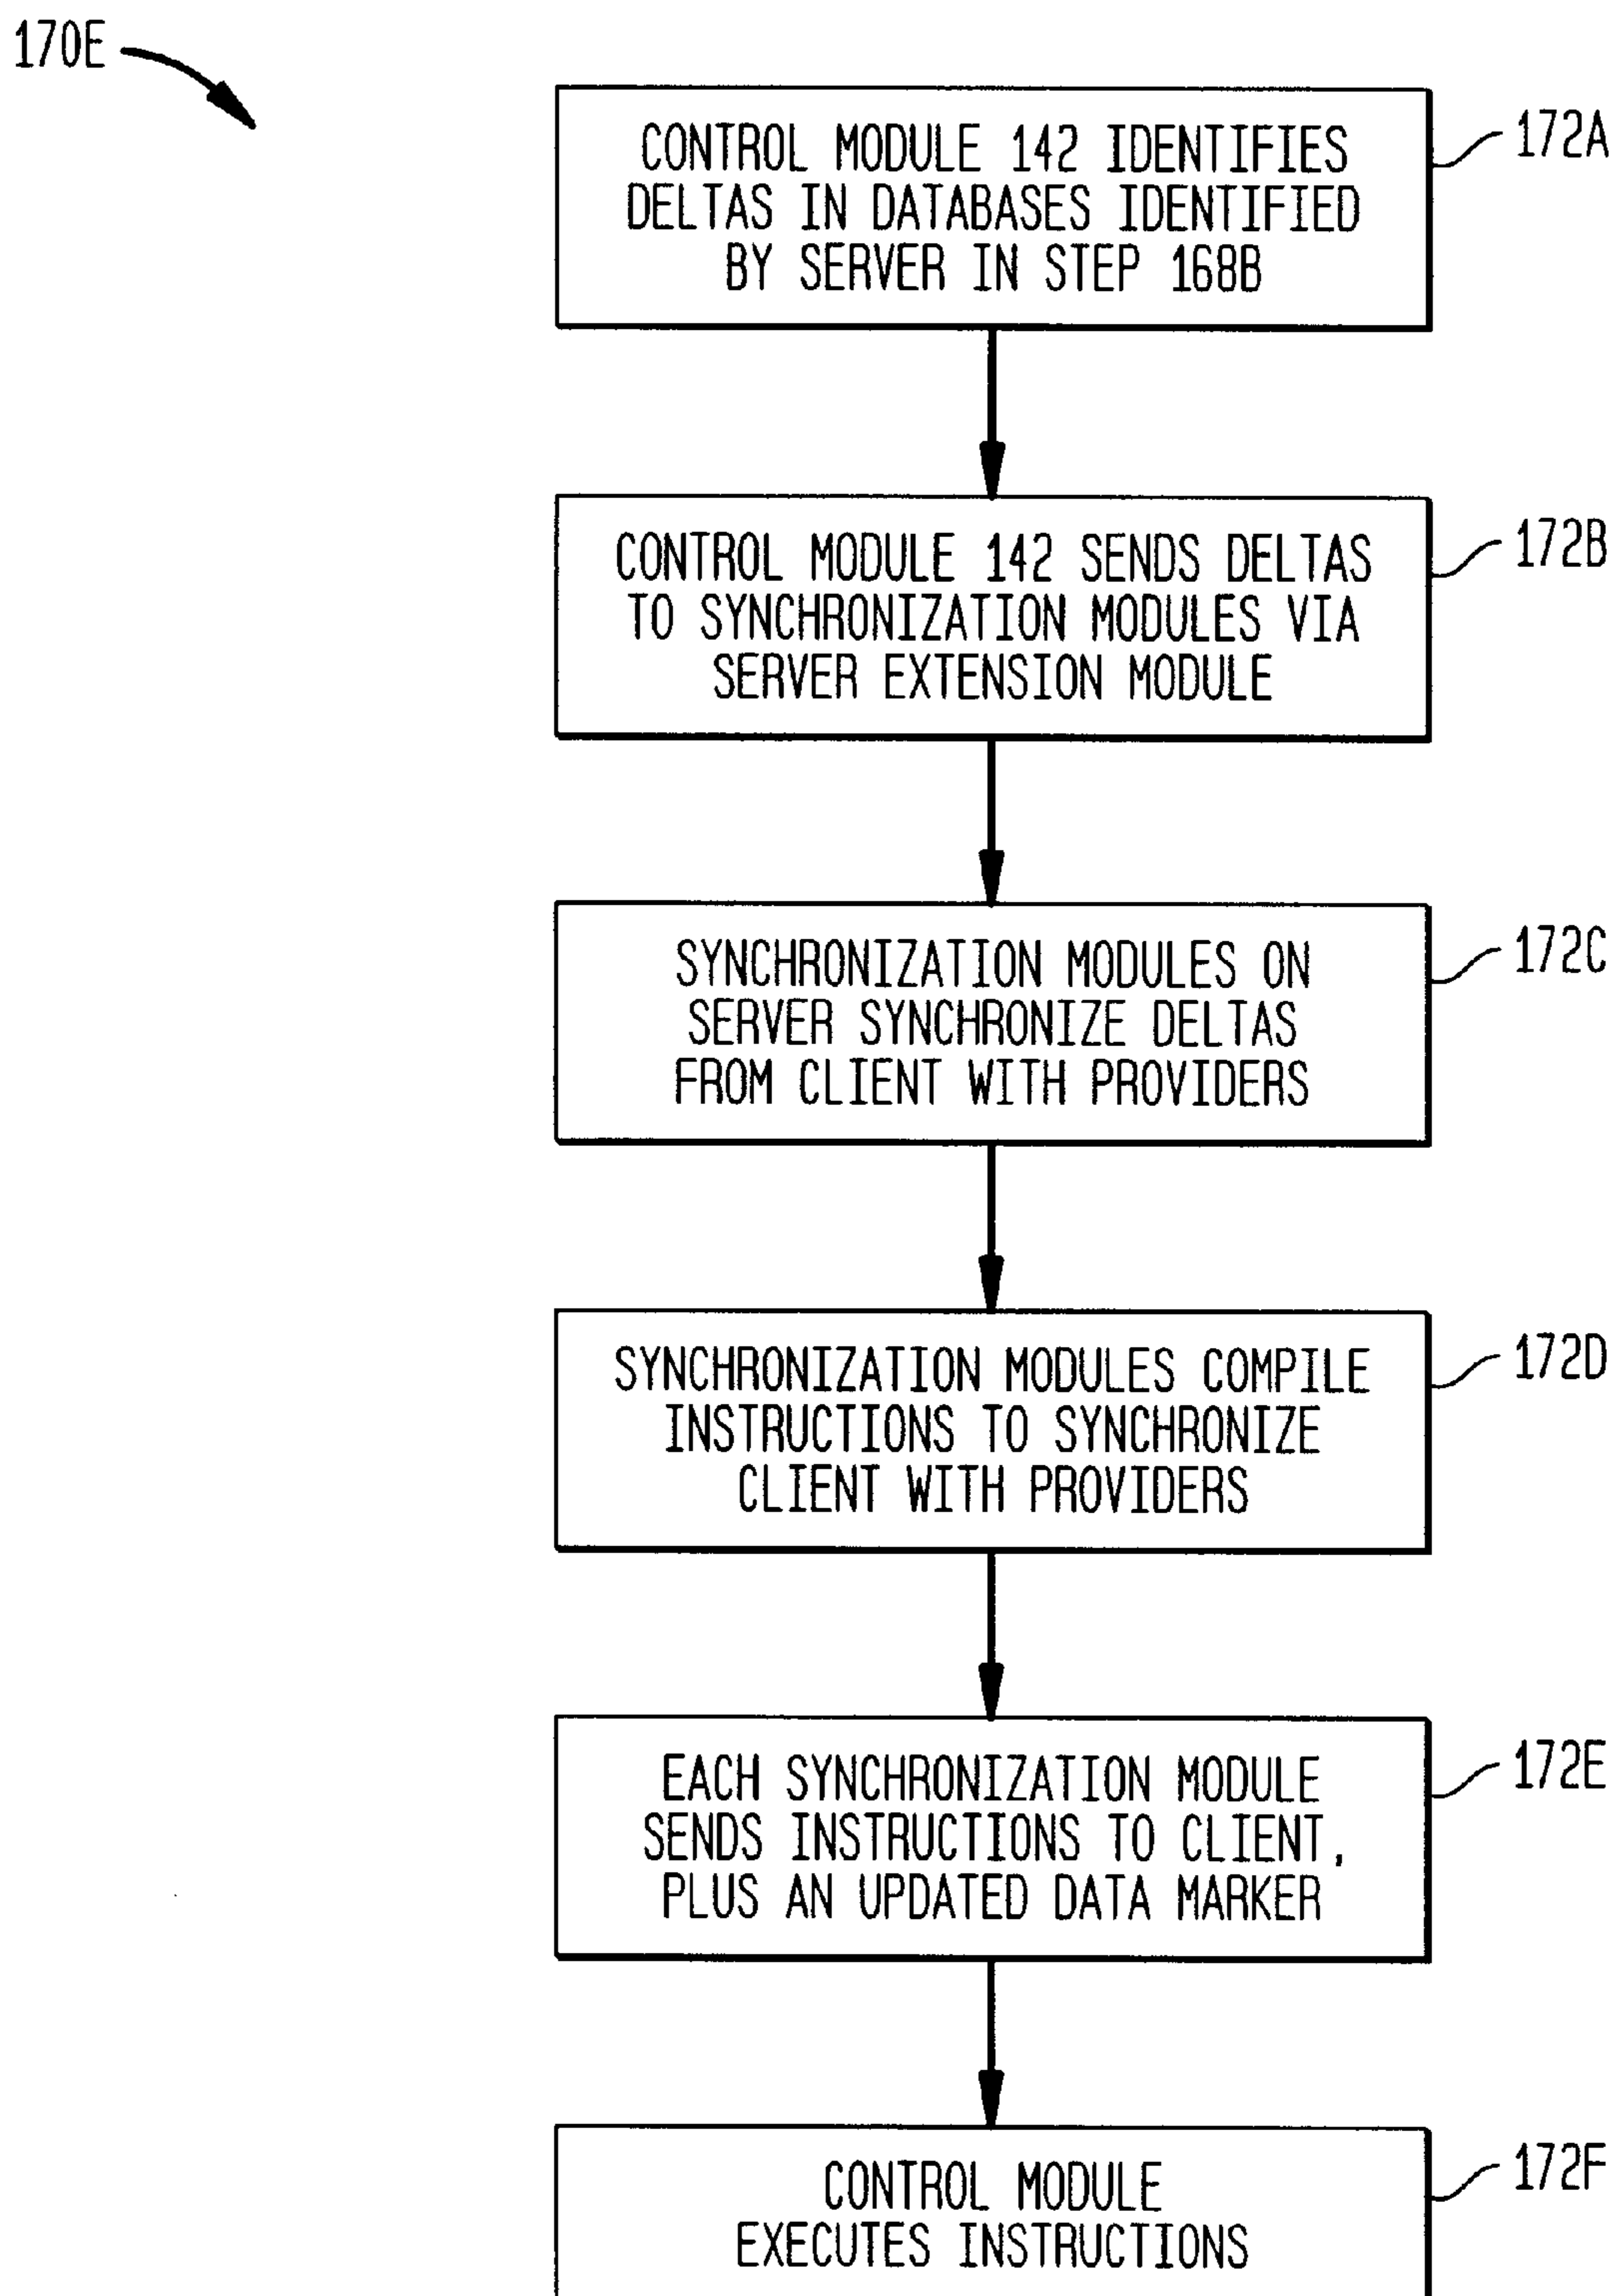 170E
CONTROL MODULE 142 IDENTIFIES
DELTAS IN DATABASES IDENTIFIED
BY SERVER IN STEP 168B
172A
CONTROL MODULE 142 SENDS DELTAS
TO SYNCHRONIZATION MODULES VIA
SERVER EXTENSION MODULE
172B
SYNCHRONIZATION MODULES ON
SERVER SYNCHRONIZE DELTAS
FROM CLIENT WITH PROVIDERS
172C
SYNCHRONIZATION MODULES COMPILE
INSTRUCTIONS TO SYNCHRONIZE
CLIENT WITH PROVIDERS
172D
EACH SYNCHRONIZATION MODULE
SENDS INSTRUCTIONS TO CLIENT,
PLUS AN UPDATED DATA MARKER
172E
CONTROL MODULE
EXECUTES INSTRUCTIONS
172F